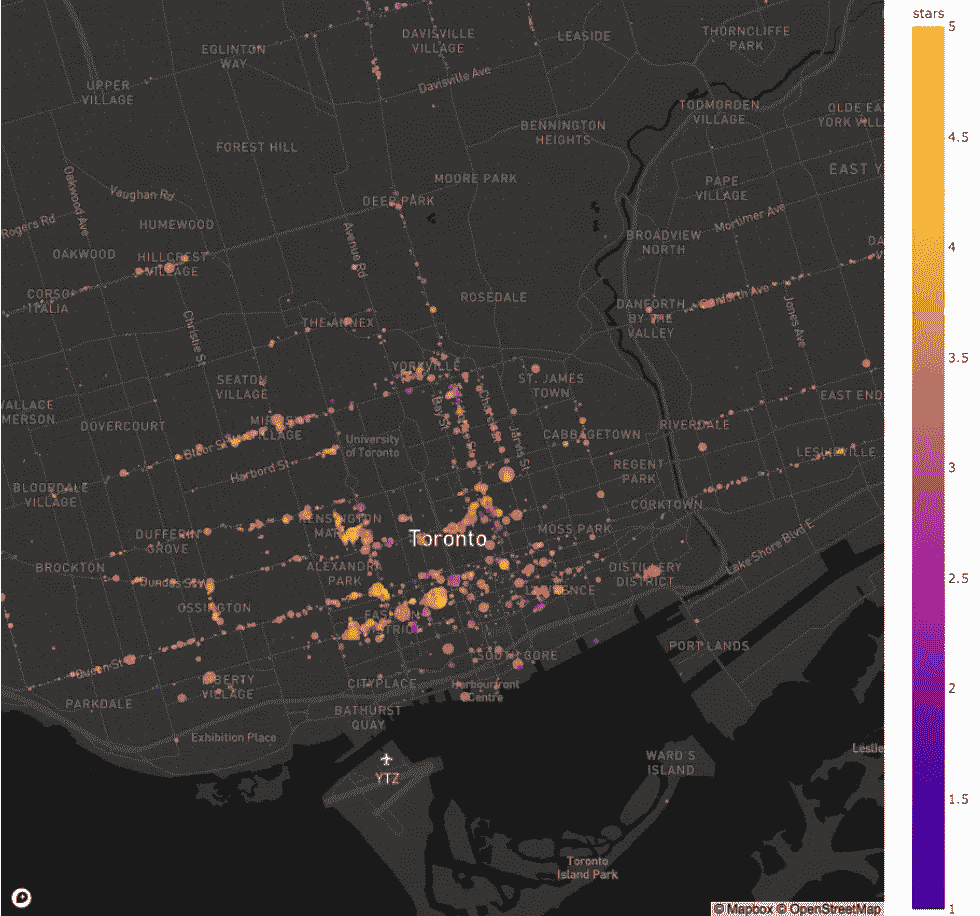 stars
5
4.5
4
3.5
3
2.5
2
1.5
1
EGLINTON
WAY
DAVISVILLE
VILLAGE
LEASIDE
THORNCLIFFE
PARK
UPPER
VILLAGE
Davisville Ave
TODMORDEN
VILLAGE
OLDE EA
YORK VILL
BENNINGTON
HEIGHTS
FOREST HILL
EAST Y
MOORE PARK
PAPE
VILLAGE
Oakwood Ave
Vaughan Rd
DEER PARK
Rogers Rd
HUMEWOOD
Mortimer Ave
Avenue Rd
BROADVIEW
NORTH
DA
OAKWOOD
HILLCREST
VILLAGE
CORSO
ITALIA
ROSEDALE
DANFORTH
BY THE
VALLEY
Danforth Ave
Jones Ave
Christie St
THE ANNEX
YORKVILLE
SEATON
VILLAGE
ST. JAMES
TOWN
EAST END
WALLACE
EMERSON
Bay St
Church St
DOVERCOURT
VILLAGE
University
of Toronto
Jarvis St
CABBAGETOWN
RIVERDALE
Bloor St
LESLIEVILLE
Harbord St
REGENT
PARK
BLOORDALE
VILLAGE
CORKTOWN
KENSINGTON
DUFFERIN
GROVE
Toronto
MOSS PARK
Lake Shore Blvd E
BROCKTON
ALEXANDRA
PARK
DISTILLERY
DISTRICT
Dundas St W
OSSINGTON
PORT LANDS
Queen St
SOUTH CORE
LIBERTY
VILLAGE
CITYPLACE
Harbourfront
Centre
PARKDALE
BATHURST
QUAY
Exhibition Place
Leslie
WARD'S
ISLAND
YTZ
Toronto
Island Park
© Mapbox © OpenStreetMap